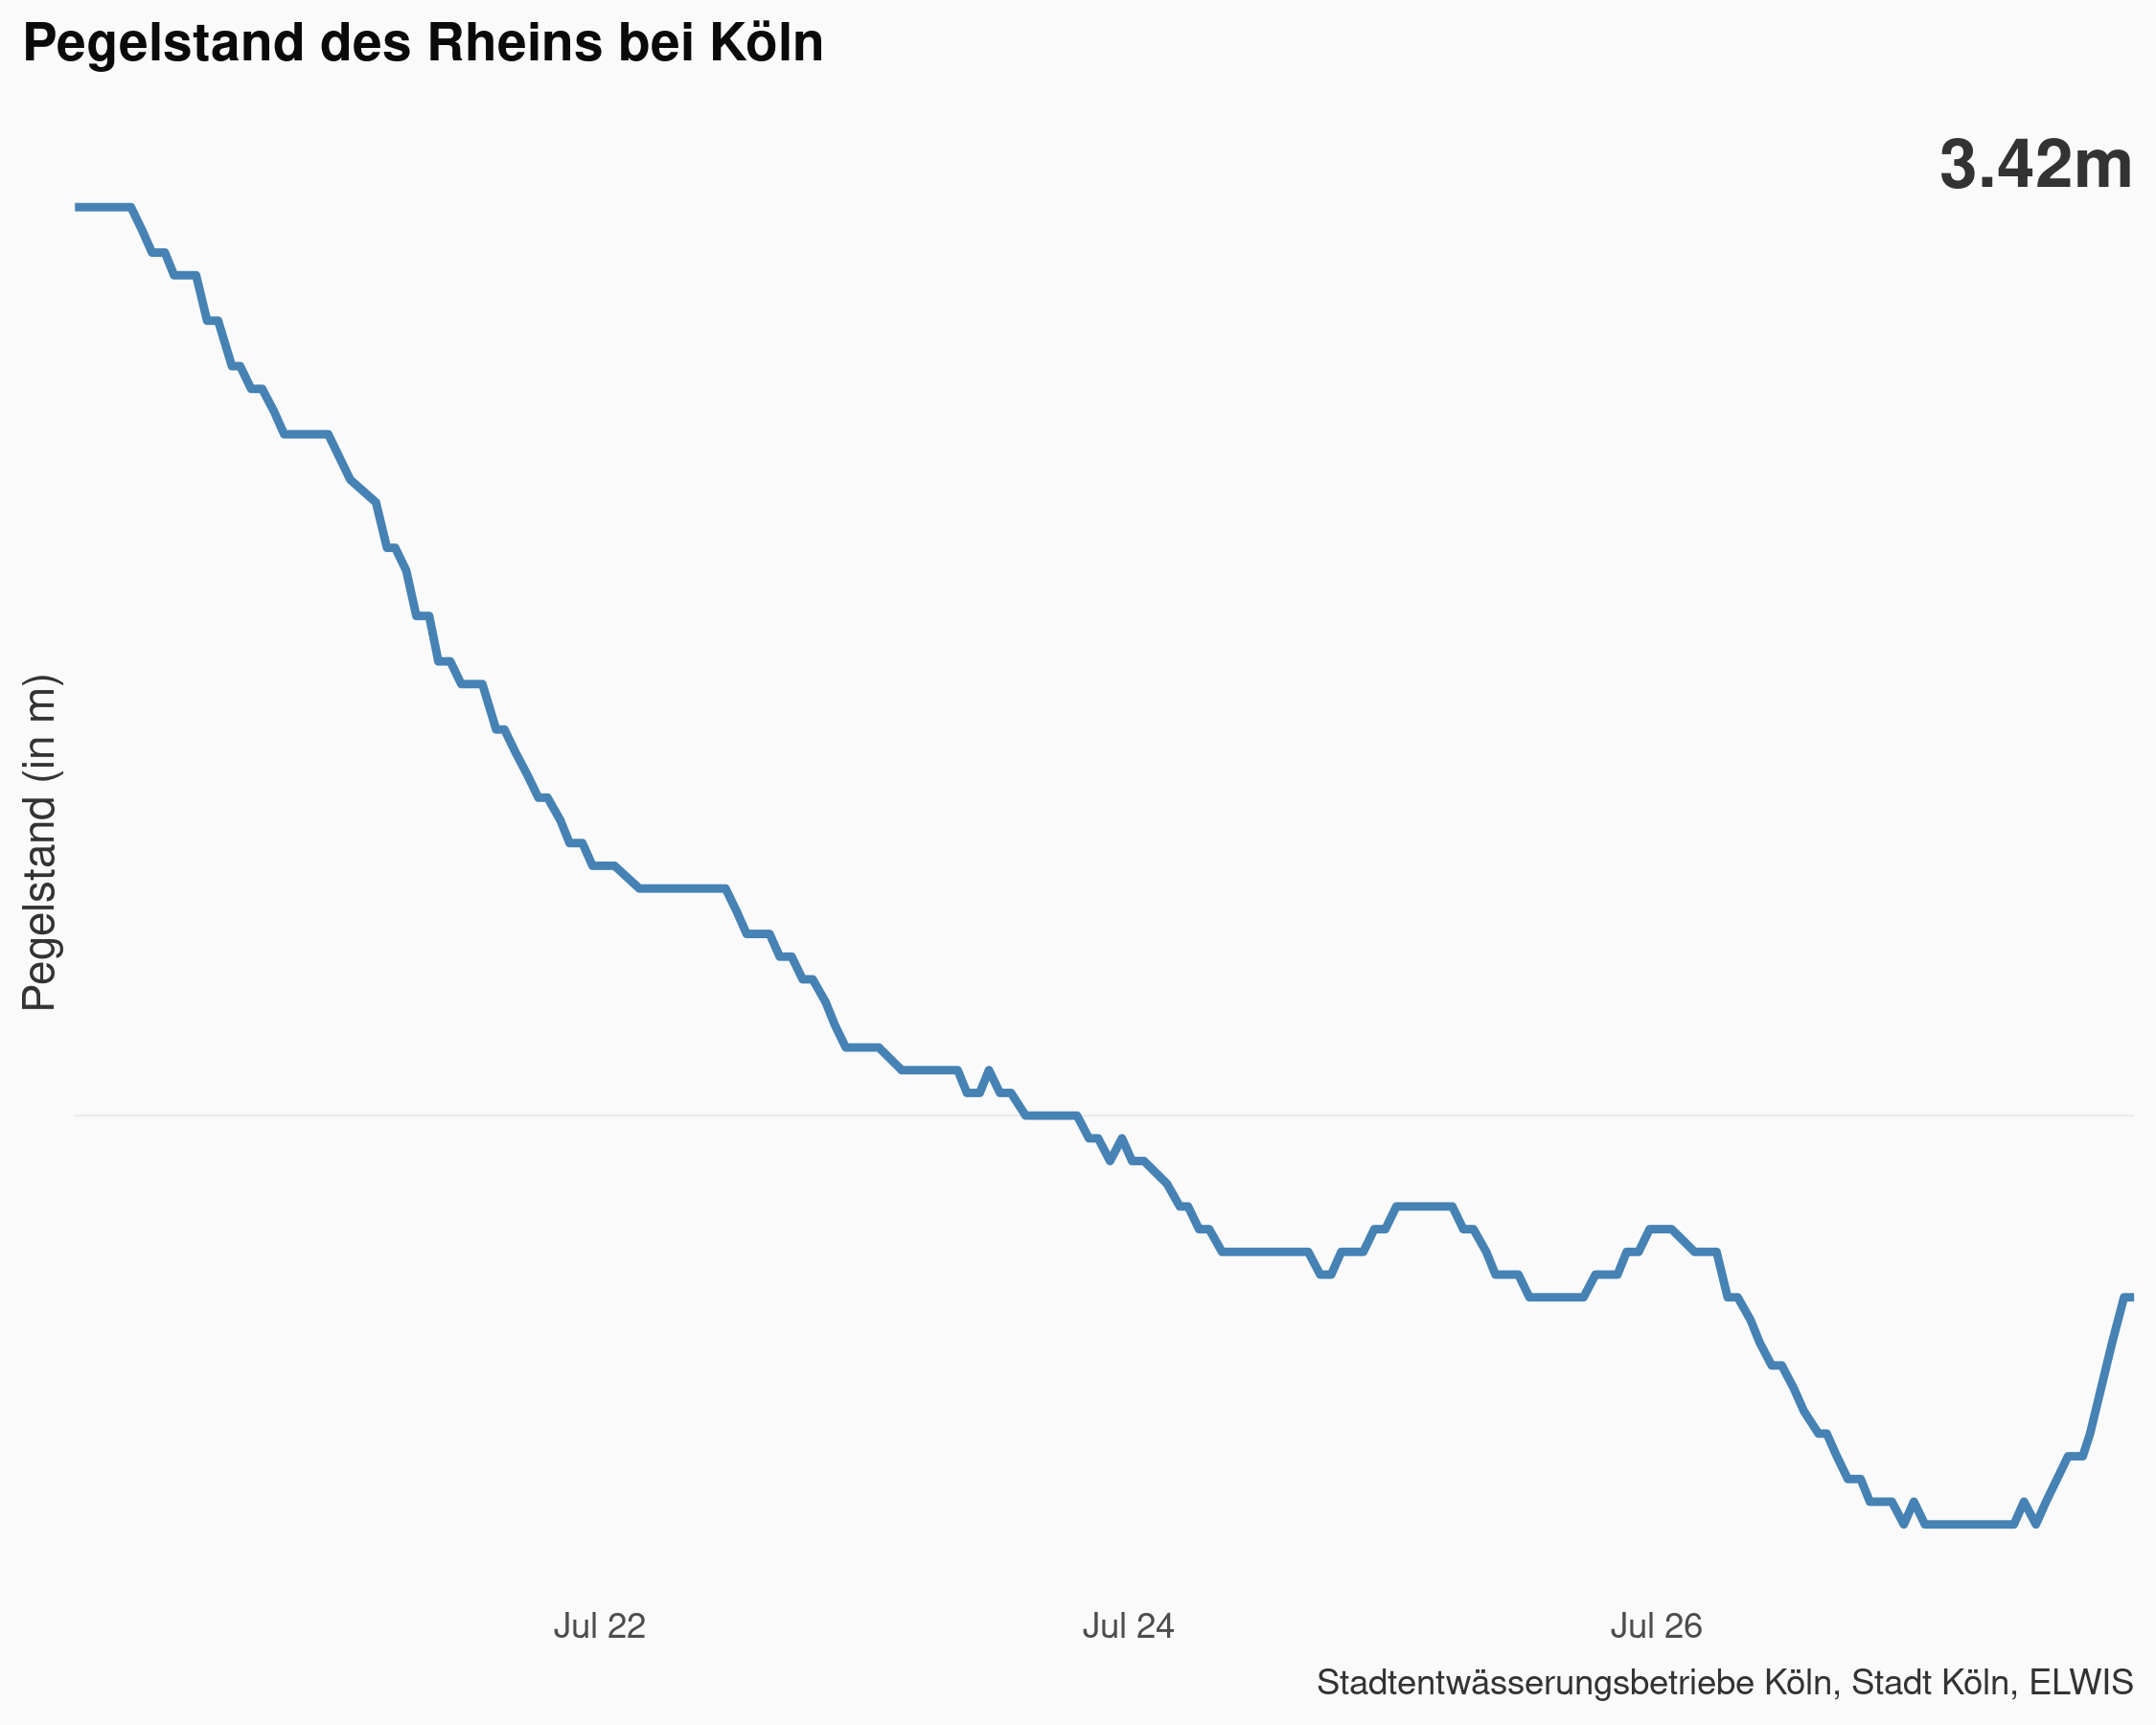 Pegelstand des Rheins bei Köln
3.42m
Pegelstand (in m)
Jul 22
Jul 24
Jul 26
Stadtentwässerungsbetriebe Köln, Stadt Köln, ELWIS